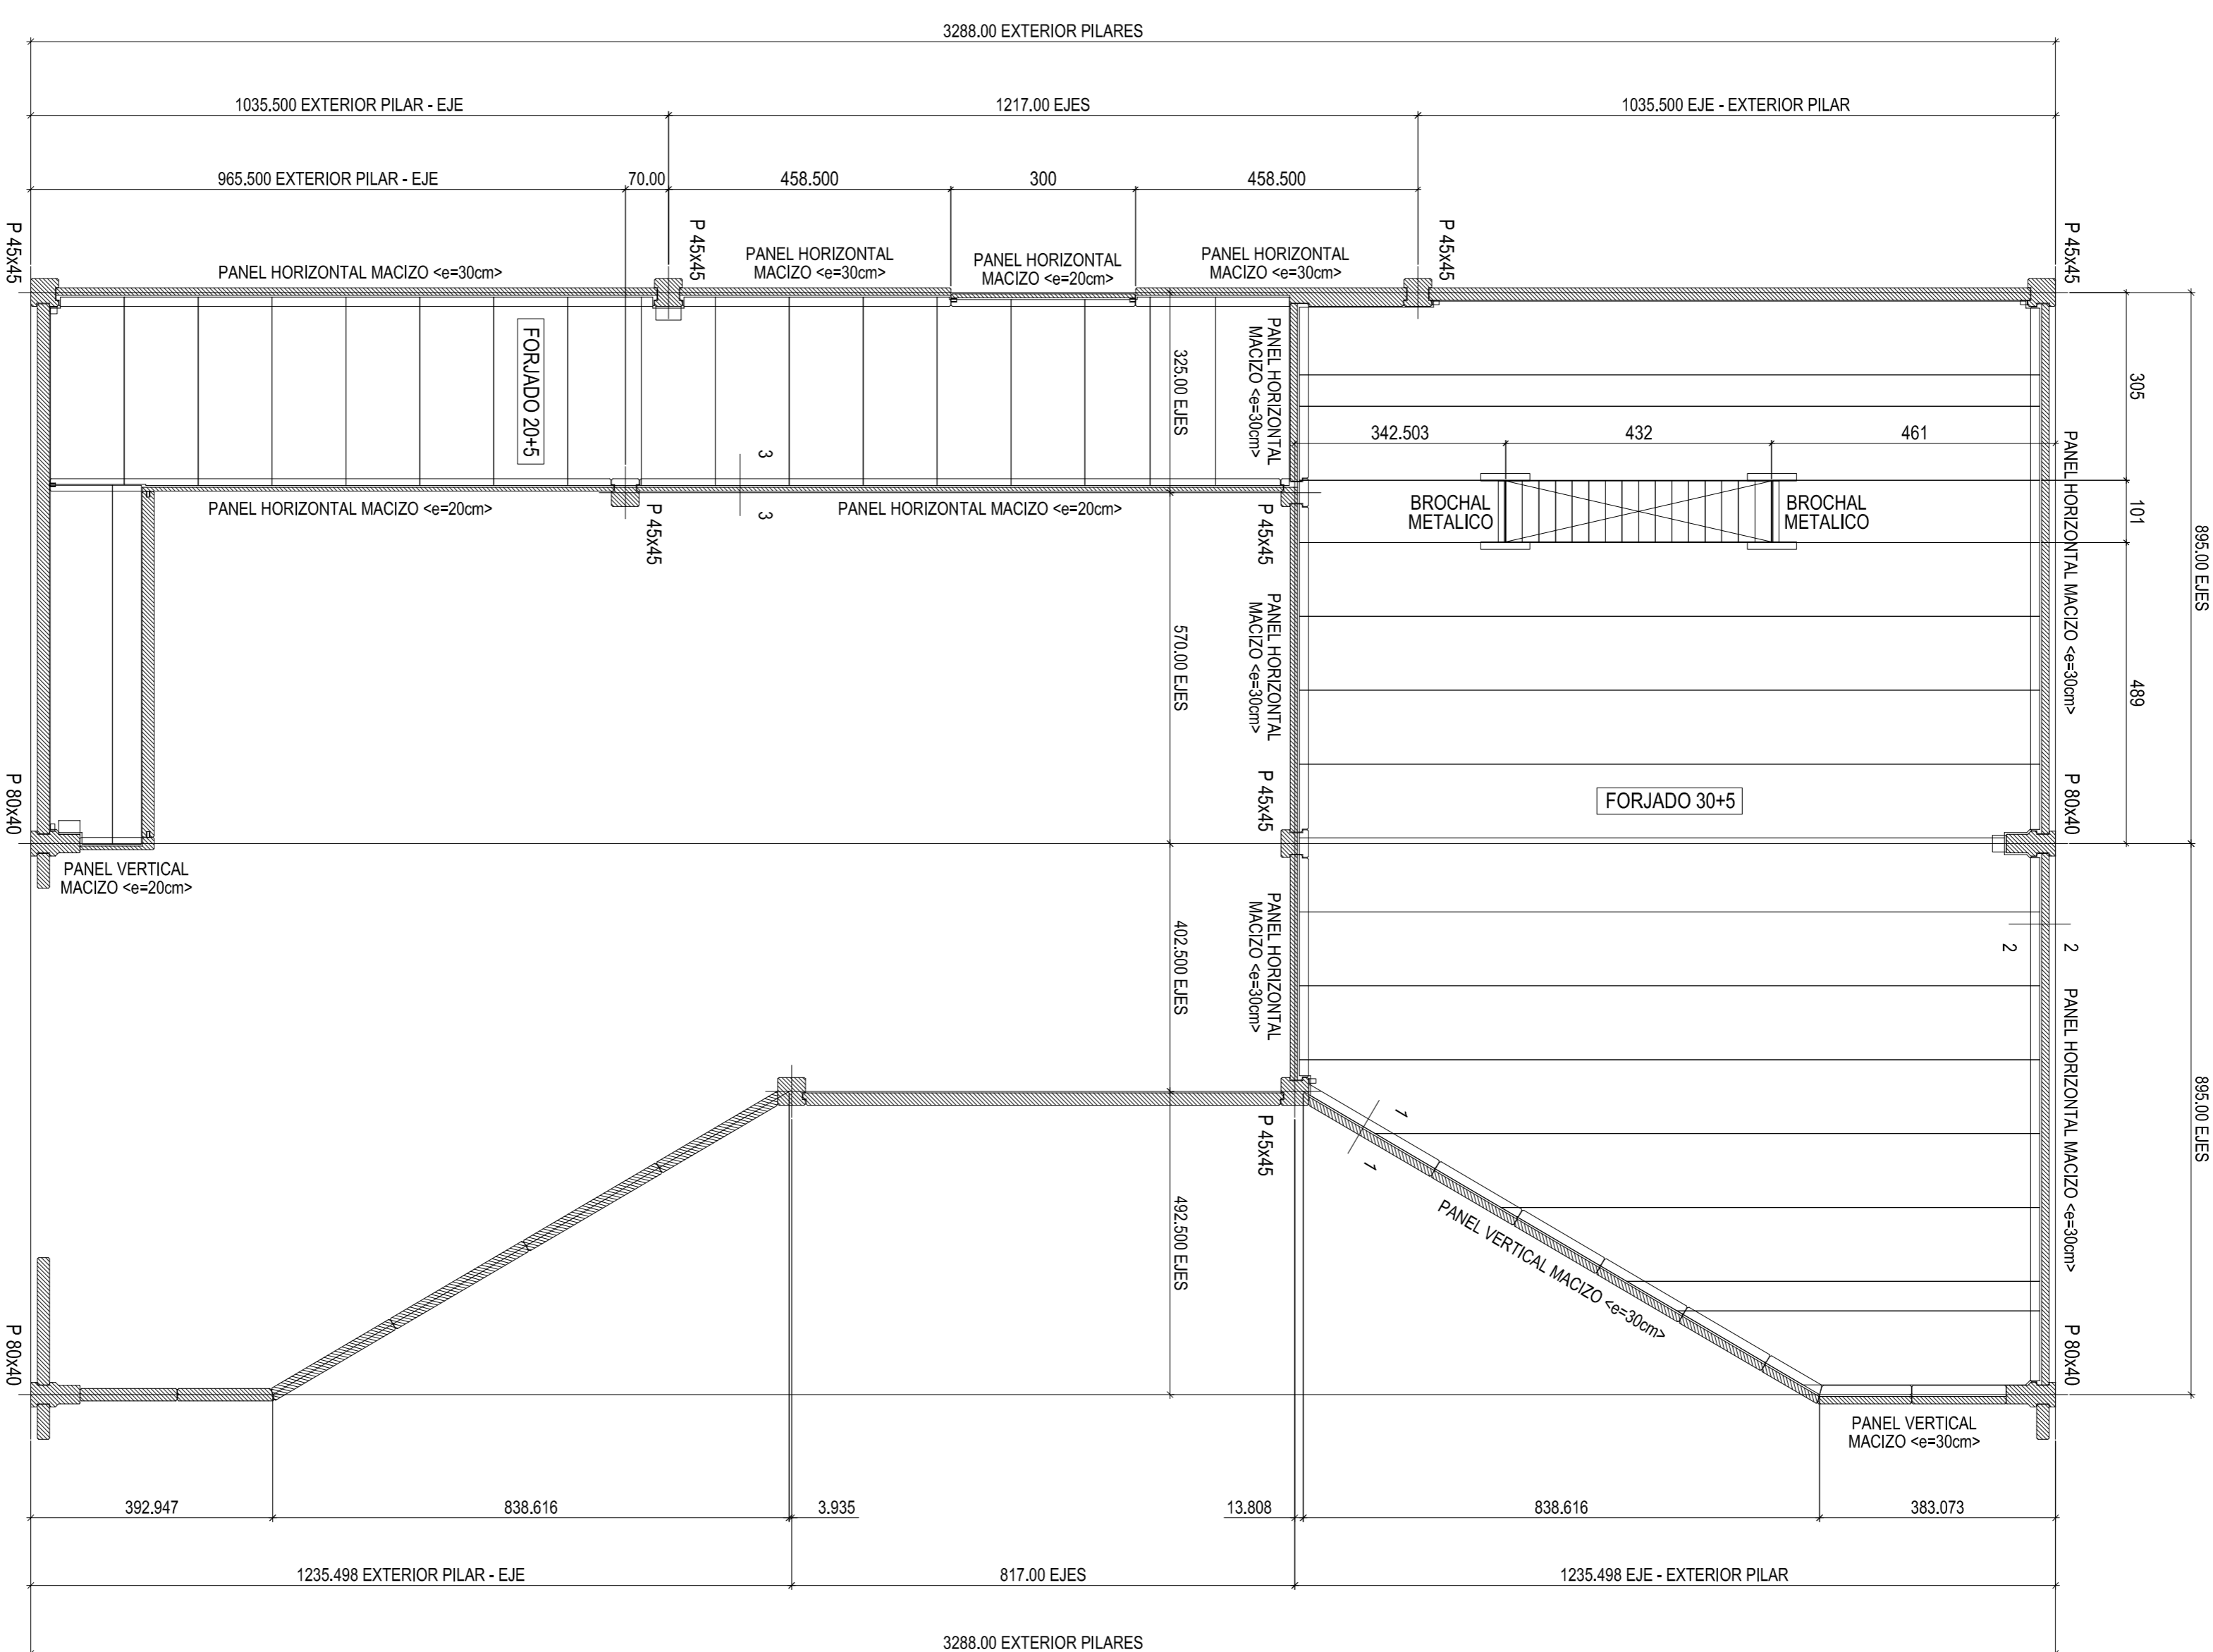 3288.00 EXTERIOR PILARES
1035.500 EXTERIOR PILAR - EJE
1217.00 EJES
1035.500 EJE - EXTERIOR PILAR
965.500 EXTERIOR PILAR - EJE
70.00
458.500
300
458.500
P 45x45
P 45x45
P 45x45
P 45x45
PANEL HORIZONTAL MACIZO <e=30cm>
PANEL HORIZONTAL
MACIZO <e=30cm>
PANEL HORIZONTAL
MACIZO <e=20cm>
PANEL HORIZONTAL
MACIZO <e=30cm>
FORJADO 20+5
325.00 EJES
PANEL HORIZONTAL
MACIZO <e=30cm>
305
342.503
432
461
PANEL HORIZONTAL MACIZO <e=30cm>
895.00 EJES
3
3
BROCHAL
METALICO
BROCHAL
METALICO
101
PANEL HORIZONTAL MACIZO <e=20cm>
P 45x45
PANEL HORIZONTAL MACIZO <e=20cm>
P 45x45
570.00 EJES
PANEL HORIZONTAL
MACIZO <e=30cm>
489
P 80x40
P 45x45
FORJADO 30+5
P 80x40
PANEL VERTICAL
MACIZO <e=20cm>
402.500 EJES
PANEL HORIZONTAL
MACIZO <e=30cm>
2
2
PANEL HORIZONTAL MACIZO <e=30cm>
895.00 EJES
P 45x45
1
1
492.500 EJES
PANEL VERTICAL MACIZO <e=30cm>
P 80x40
P 80x40
PANEL VERTICAL
MACIZO <e=30cm>
392.947
838.616
3.935
13.808
838.616
383.073
1235.498 EXTERIOR PILAR - EJE
817.00 EJES
1235.498 EJE - EXTERIOR PILAR
3288.00 EXTERIOR PILARES